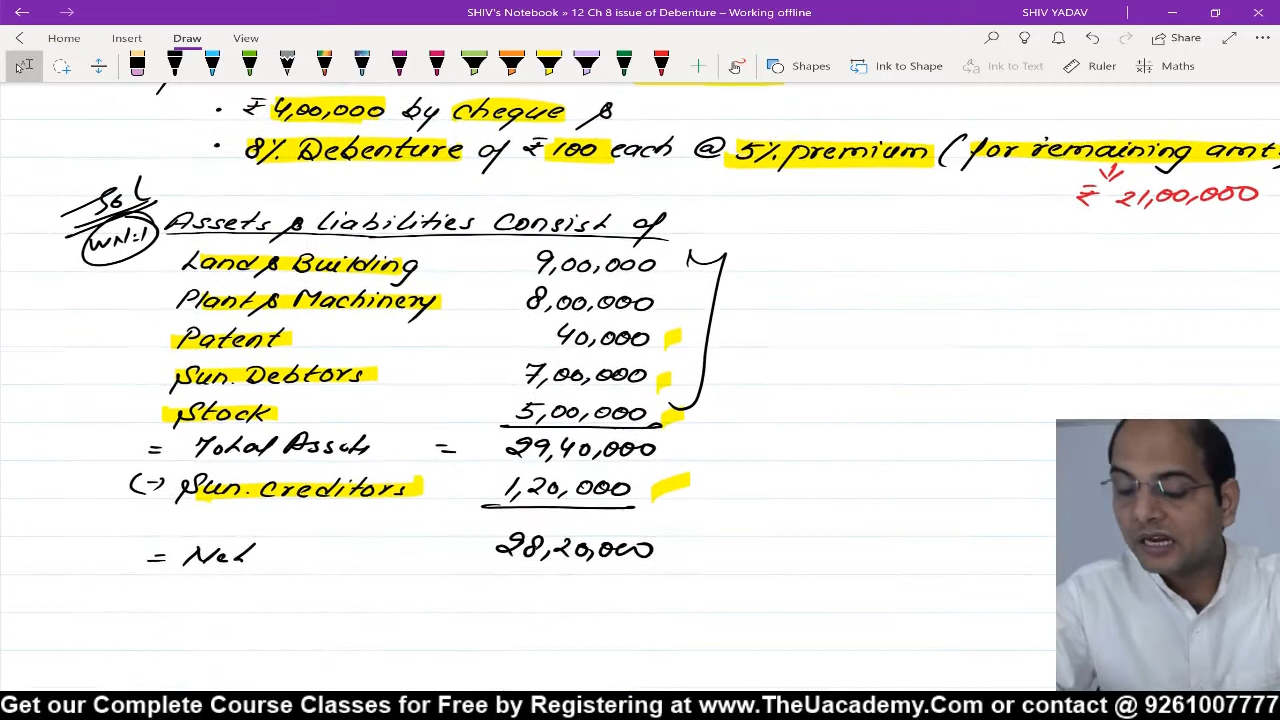 SHIV's Notebook » 12 Ch 8 issue of Debenture – Working offline
SHIV YADAV
Home Insert Draw View
Share
Shapes Ink to Shape Ink to Text Ruler Maths
· ₹ 4,00,000 by cheque &
· 8% Debenture of ₹ 100 each @ 5% premium (for remaining amt
₹ 21,00,000
Sol
WN:1 Assets & liabilities Consist of
Land & Building 9,00,000
Plant & Machinery 8,00,000
Patent 40,000
Sun. Debtors 7,00,000
Stock 5,00,000
= Total Assets = 29,40,000
(-) Sun. Creditors 1,20,000
= Net 28,20,000
Get our Complete Course Classes for Free by Registering at www.TheUacademy.Com or contact @ 9261007777